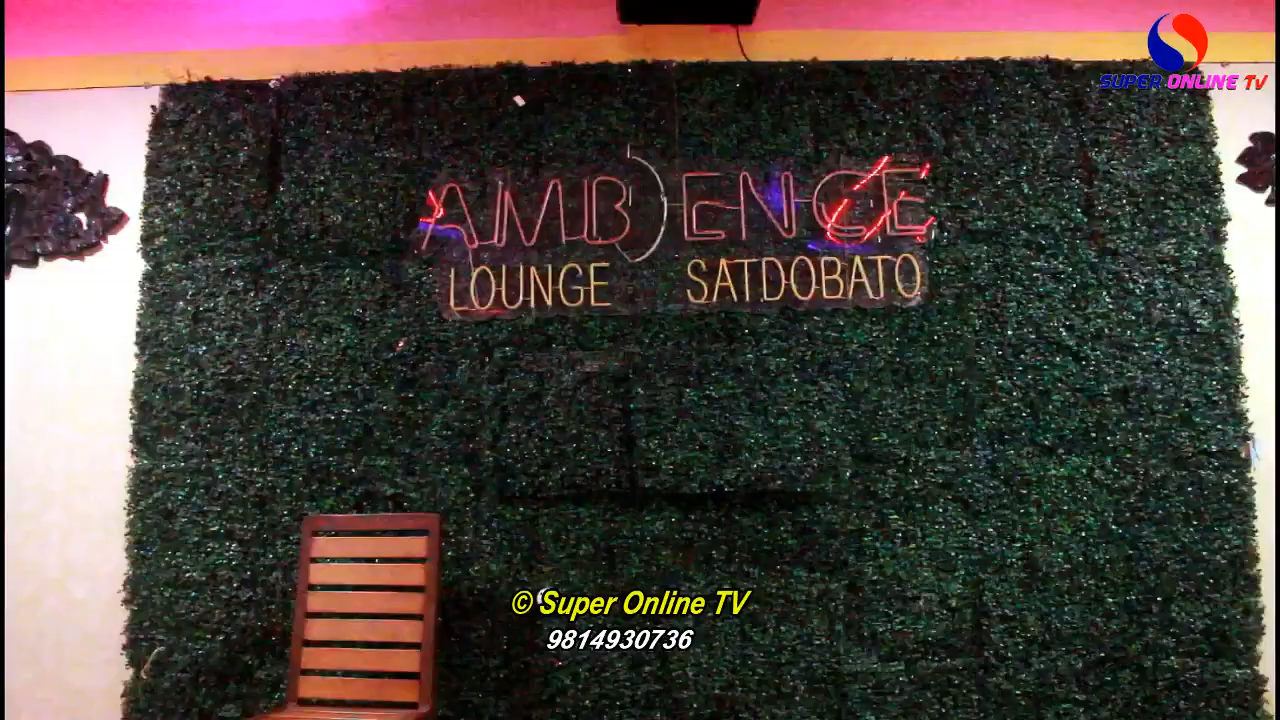 SUPER ONLINE TV
AMBIENCE
LOUNGE SATDOBATO
© Super Online TV
9814930736